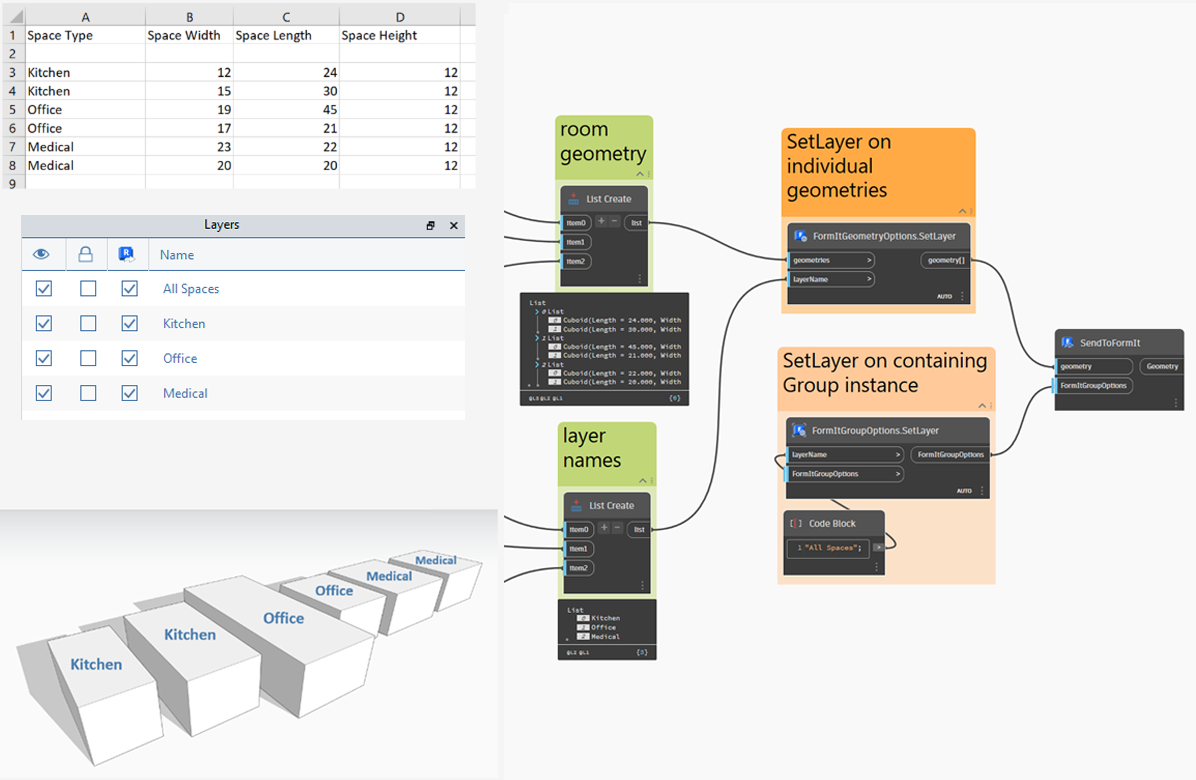 A B C D
1 Space Type Space Width Space Length Space Height
2
3 Kitchen 12 24 12
4 Kitchen 15 30 12
5 Office 19 45 12
6 Office 17 21 12
7 Medical 23 22 12
8 Medical 20 20 12
9
Layers
Name
All Spaces
Kitchen
Office
Medical
Kitchen
Kitchen
Office
Office
Medical
Medical
room
geometry
List Create
item0 + - list
item1
item2
List
0 List
0 Cuboid(Length = 24.000, Width
1 Cuboid(Length = 30.000, Width
1 List
0 Cuboid(Length = 45.000, Width
1 Cuboid(Length = 21.000, Width
2 List
0 Cuboid(Length = 22.000, Width
1 Cuboid(Length = 20.000, Width
@L3 @L2 @L1 {6}
layer
names
List Create
item0 + - list
item1
item2
List
0 Kitchen
1 Office
2 Medical
@L2 @L1 {3}
SetLayer on
individual
geometries
FormItGeometryOptions.SetLayer
geometries > geometry[]
layerName >
AUTO
SetLayer on containing
Group instance
FormItGroupOptions.SetLayer
layerName > FormItGroupOptions
FormItGroupOptions >
AUTO
Code Block
1 "All Spaces"; >
SendToFormIt
geometry Geometry
FormItGroupOptions